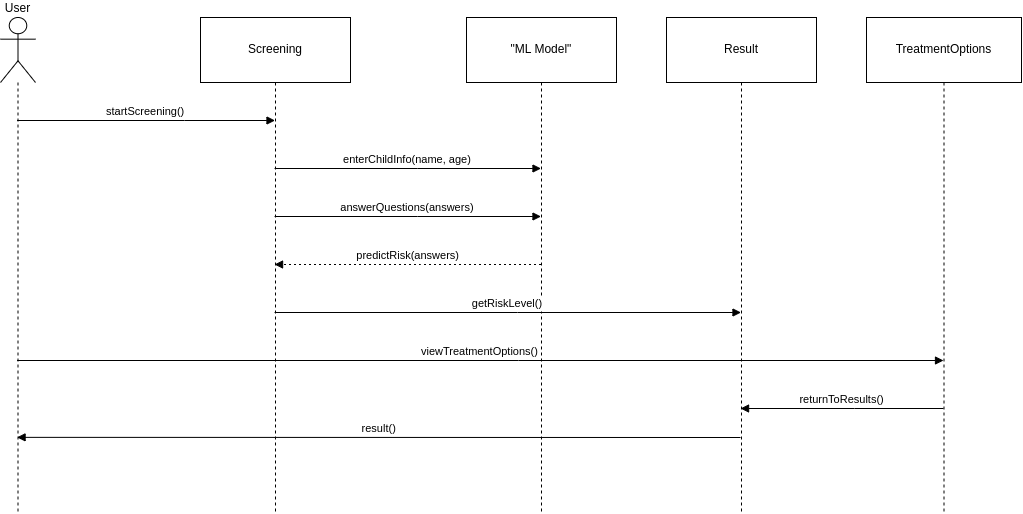 User
Screening
"ML Model"
Result
TreatmentOptions
startScreening()
enterChildInfo(name, age)
answerQuestions(answers)
predictRisk(answers)
getRiskLevel()
viewTreatmentOptions()
returnToResults()
result()